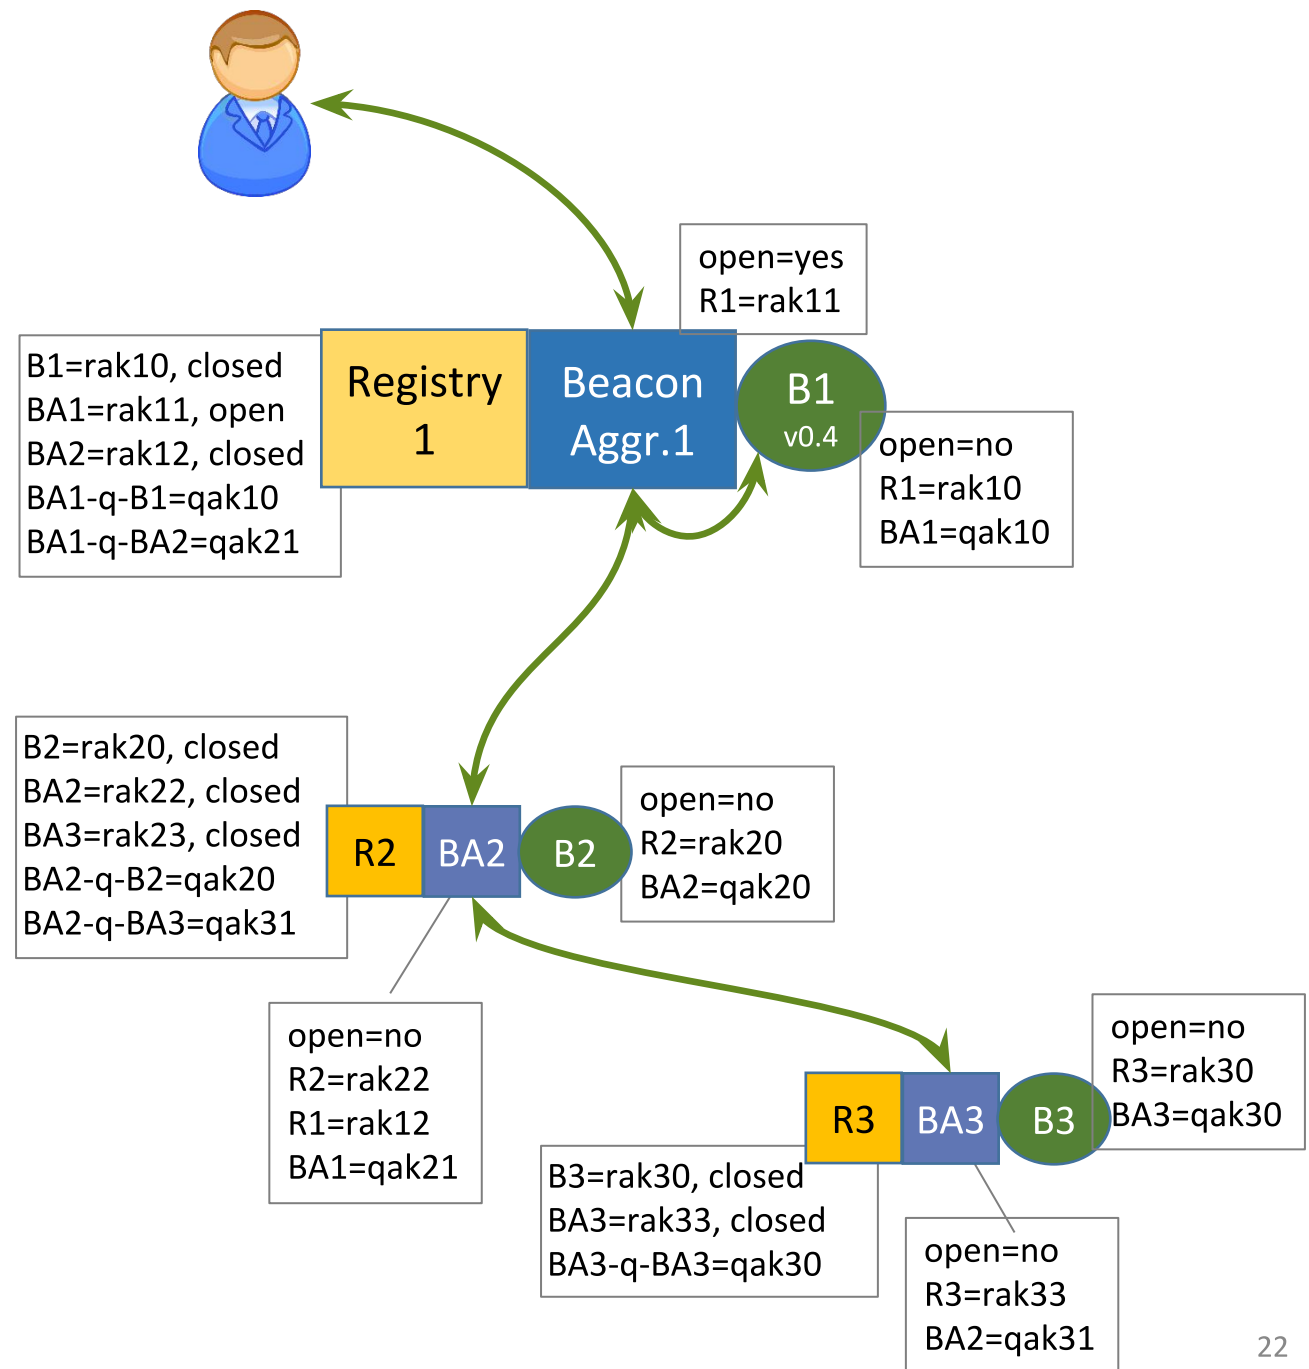 open=yes
R1=rak11
B1=rak10, closed
BA1=rak11, open
BA2=rak12, closed
BA1-q-B1=qak10
BA1-q-BA2=qak21
Registry
1
Beacon
Aggr.1
B1
v0.4
open=no
R1=rak10
BA1=qak10
B2=rak20, closed
BA2=rak22, closed
BA3=rak23, closed
BA2-q-B2=qak20
BA2-q-BA3=qak31
R2
BA2
B2
open=no
R2=rak20
BA2=qak20
open=no
R2=rak22
R1=rak12
BA1=qak21
R3
BA3
B3
open=no
R3=rak30
BA3=qak30
B3=rak30, closed
BA3=rak33, closed
BA3-q-BA3=qak30
open=no
R3=rak33
BA2=qak31
22